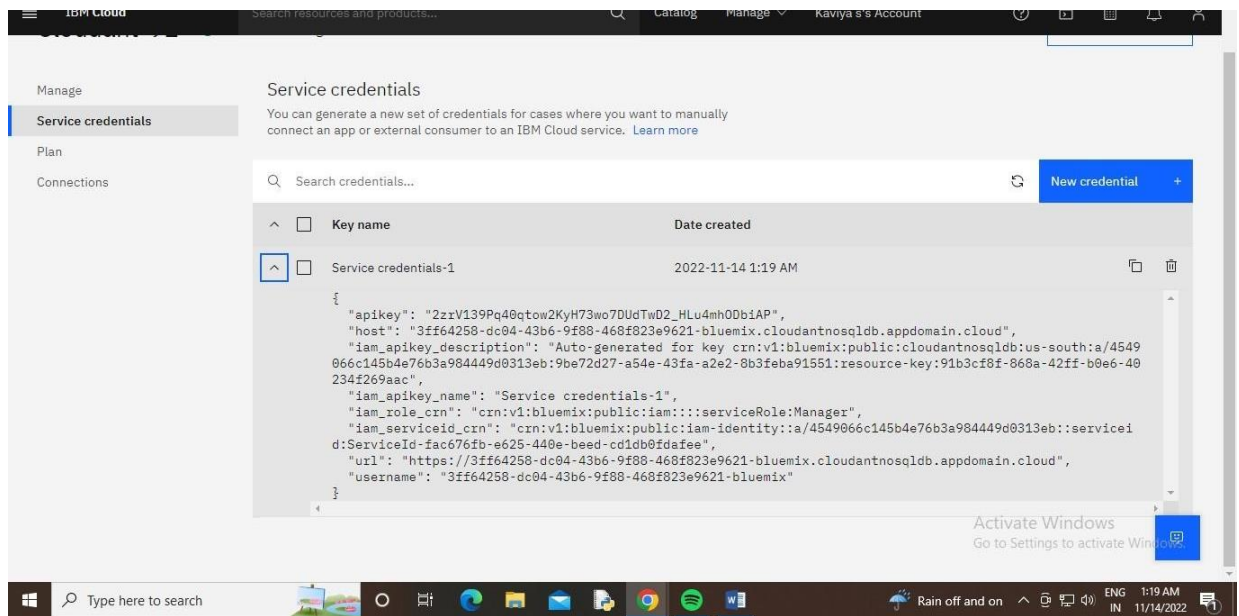 IBM Cloud
Search resources and products...
Catalog
Manage
Kaviya s's Account
Manage
Service credentials
Plan
Connections
Service credentials
You can generate a new set of credentials for cases where you want to manually
connect an app or external consumer to an IBM Cloud service. Learn more
Search credentials...
New credential +
Key name
Date created
Service credentials-1
2022-11-14 1:19 AM
{
"apikey": "2zrV139Pq40qtow2KyH73wo7DUdTwD2_HLu4mhODbiAP",
"host": "3ff64258-dc04-43b6-9f88-468f823e9621-bluemix.cloudantnosqldb.appdomain.cloud",
"iam_apikey_description": "Auto-generated for key crn:v1:bluemix:public:cloudantnosqldb:us-south:a/4549
066c145b4e76b3a984449d0313eb:9be72d27-a54e-43fa-a2e2-8b3feba91551:resource-key:91b3cf8f-868a-42ff-b0e6-40
234f269aac",
"iam_apikey_name": "Service credentials-1",
"iam_role_crn": "crn:v1:bluemix:public:iam::::serviceRole:Manager",
"iam_serviceid_crn": "crn:v1:bluemix:public:iam-identity::a/4549066c145b4e76b3a984449d0313eb::servicei
d:ServiceId-fac676fb-e625-440e-beed-cd1db0fdafee",
"url": "https://3ff64258-dc04-43b6-9f88-468f823e9621-bluemix.cloudantnosqldb.appdomain.cloud",
"username": "3ff64258-dc04-43b6-9f88-468f823e9621-bluemix"
}
Activate Windows
Go to Settings to activate Windows.
Type here to search
Rain off and on
ENG
IN
1:19 AM
11/14/2022